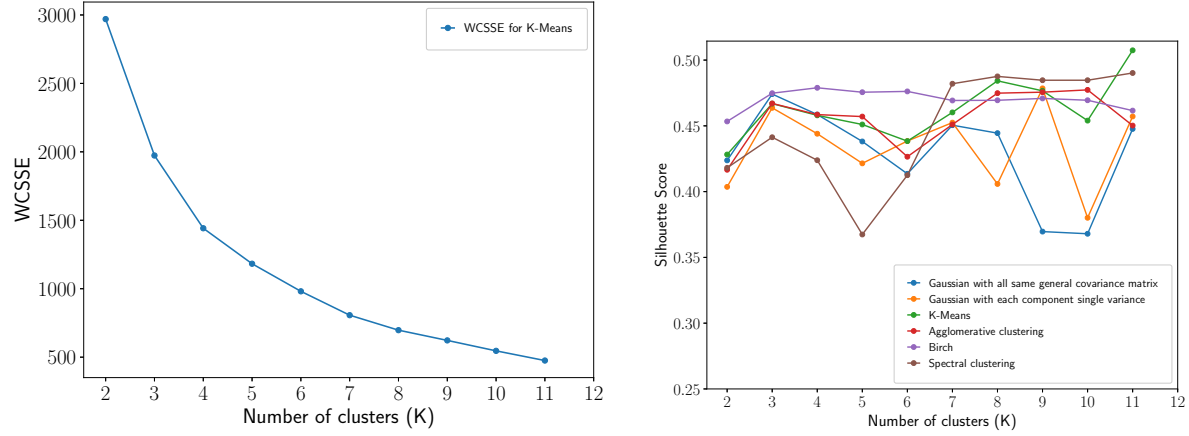 WCSSE for K-Means
WCSSE
3000
2500
2000
1500
1000
500
2 3 4 5 6 7 8 9 10 11 12
Number of clusters (K)
Silhouette Score
0.50
0.45
0.40
0.35
0.30
0.25
Gaussian with all same general covariance matrix
Gaussian with each component single variance
K-Means
Agglomerative clustering
Birch
Spectral clustering
2 3 4 5 6 7 8 9 10 11 12
Number of clusters (K)